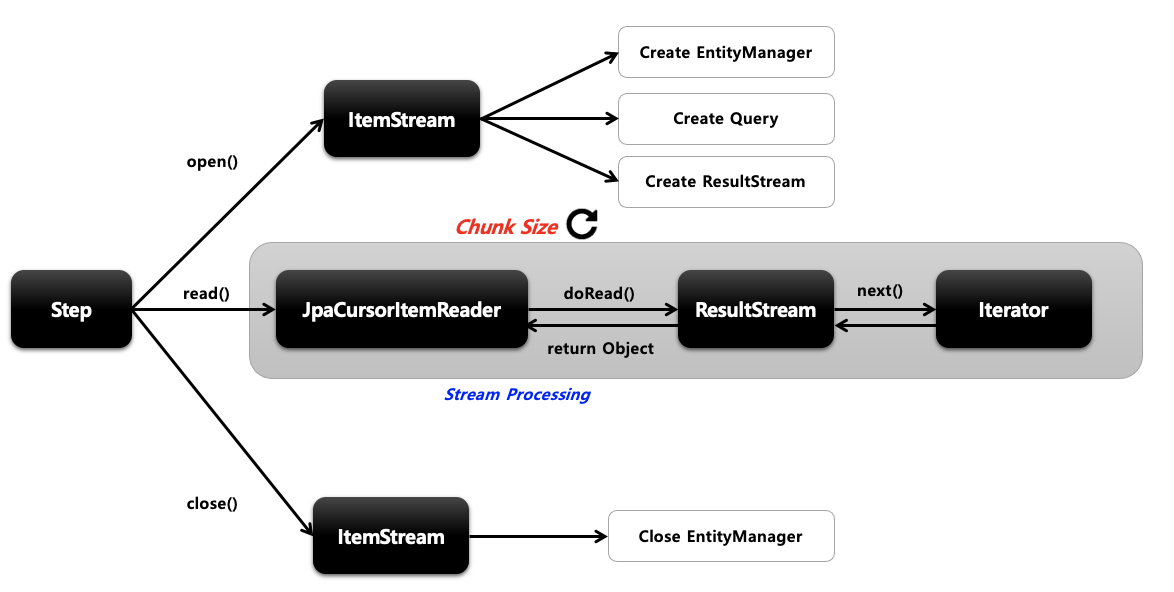 Create EntityManager
ItemStream
Create Query
open()
Create ResultStream
Chunk Size
Step
read()
JpaCursorItemReader
doRead()
return Object
ResultStream
next()
Iterator
Stream Processing
close()
ItemStream
Close EntityManager